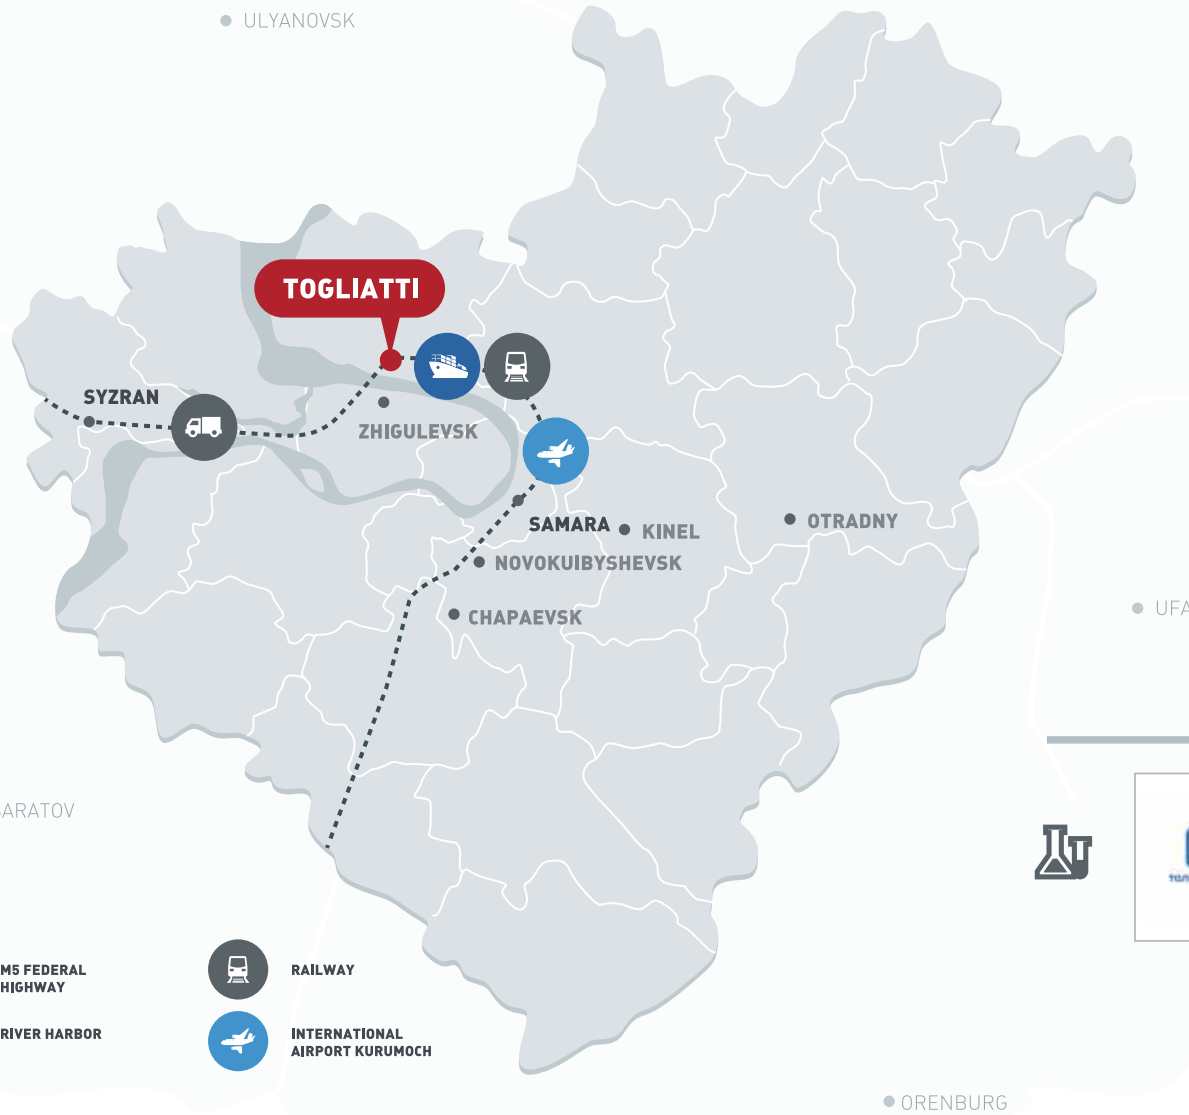 ULYANOVSK
TOGLIATTI
SYZRAN
ZHIGULEVSK
SAMARA
KINEL
OTRADNY
NOVOKUIBYSHEVSK
CHAPAEVSK
UFA
ARATOV
M5 FEDERAL
HIGHWAY
RAILWAY
RIVER HARBOR
INTERNATIONAL
AIRPORT KURUMOCH
ORENBURG